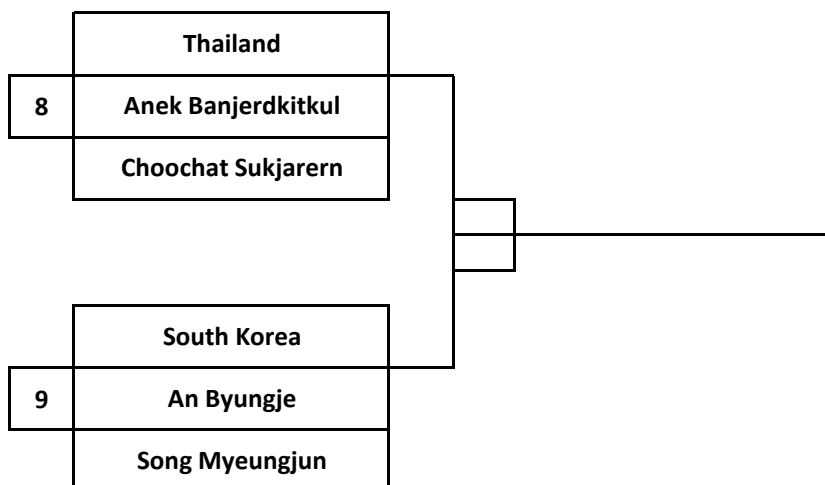 Thailand
8 Anek Banjerdkitkul
Choochat Sukjarern
South Korea
9 An Byungje
Song Myeungjun